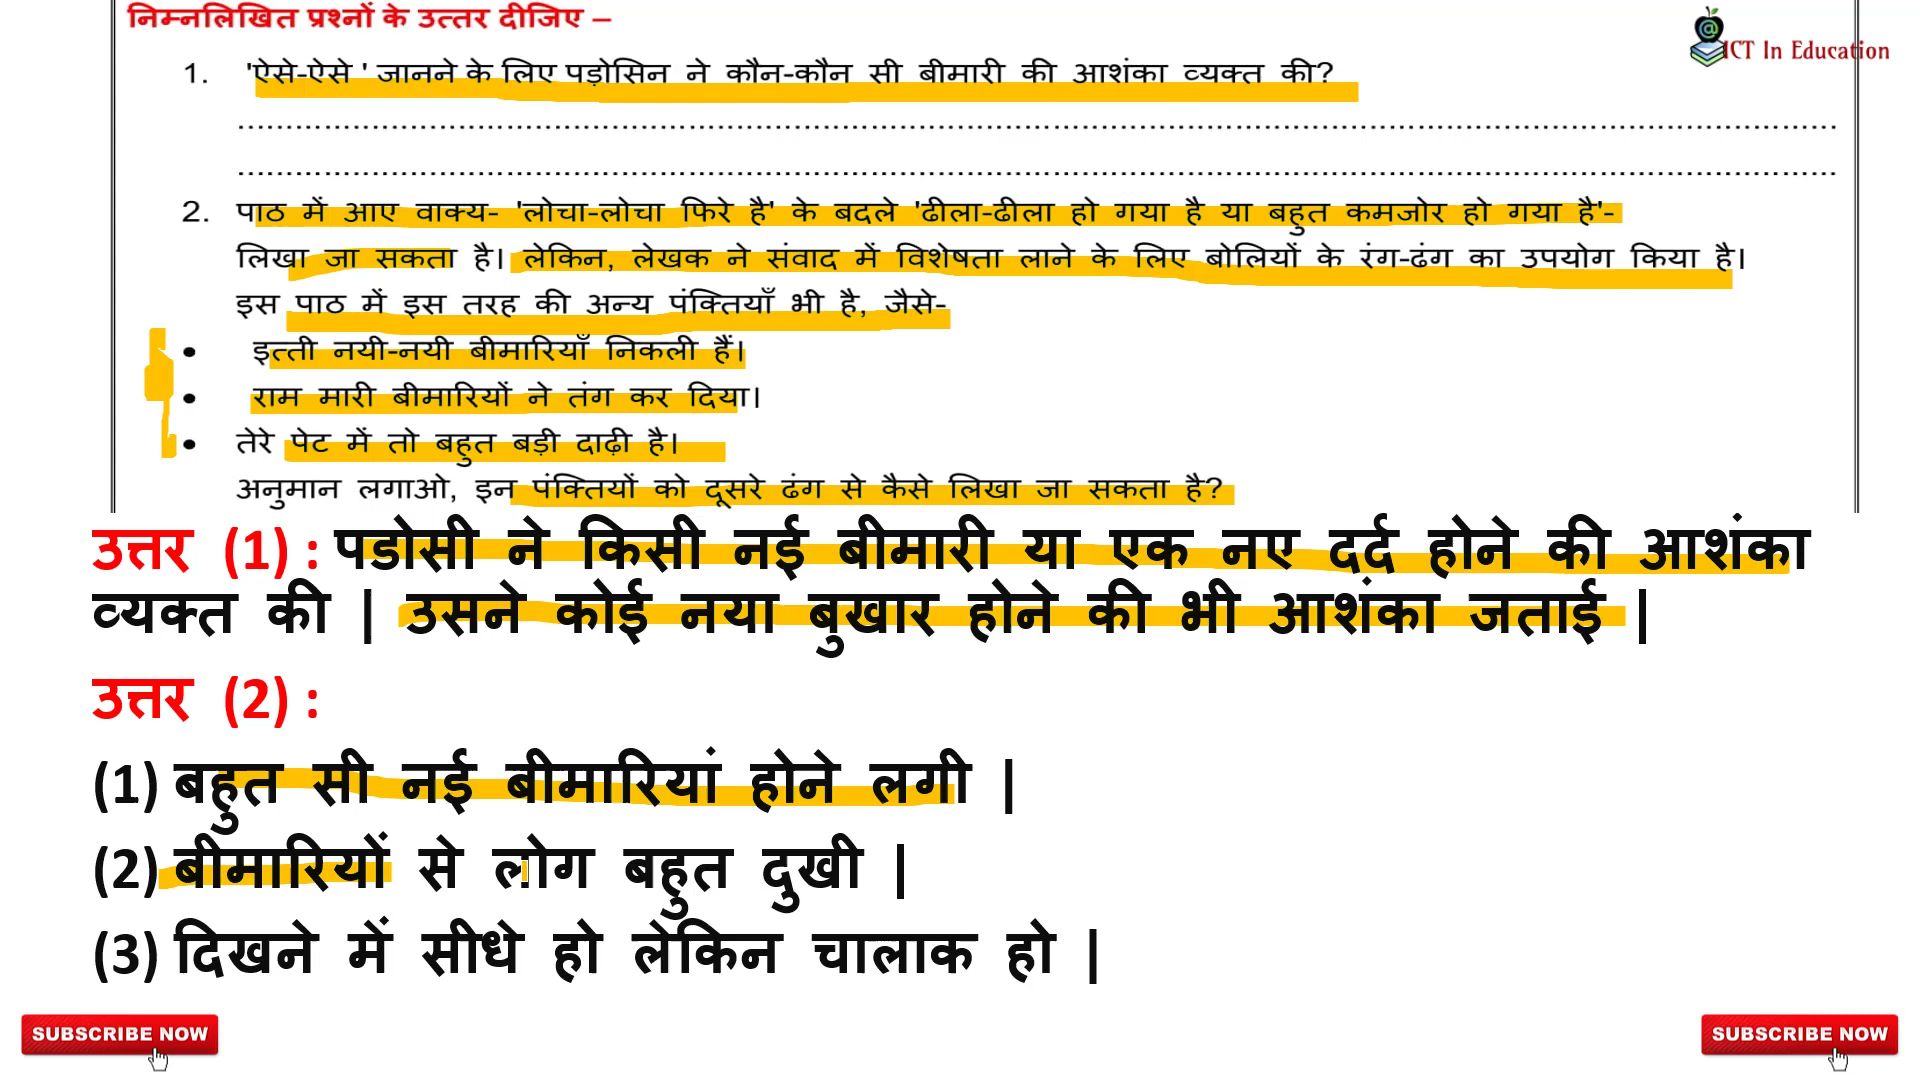 निम्नलिखित प्रश्नों के उत्तर दीजिए –
ICT In Education
1. 'ऐसे-ऐसे ' जानने के लिए पड़ोसिन ने कौन-कौन सी बीमारी की आशंका व्यक्त की?
2. पाठ में आए वाक्य- 'लोचा-लोचा फिरे है' के बदले 'ढीला-ढीला हो गया है या बहुत कमजोर हो गया है'-
लिखा जा सकता है। लेकिन, लेखक ने संवाद में विशेषता लाने के लिए बोलियों के रंग-ढंग का उपयोग किया है।
इस पाठ में इस तरह की अन्य पंक्तियाँ भी है, जैसे-
• इत्ती नयी-नयी बीमारियाँ निकली हैं।
• राम मारी बीमारियों ने तंग कर दिया।
• तेरे पेट में तो बहुत बड़ी दाढ़ी है।
अनुमान लगाओ, इन पंक्तियों को दूसरे ढंग से कैसे लिखा जा सकता है?
उत्तर (1) : पडोसी ने किसी नई बीमारी या एक नए दर्द होने की आशंका
व्यक्त की | उसने कोई नया बुखार होने की भी आशंका जताई |
उत्तर (2) :
(1) बहुत सी नई बीमारियां होने लगी |
(2) बीमारियों से लोग बहुत दुखी |
(3) दिखने में सीधे हो लेकिन चालाक हो |
SUBSCRIBE NOW
SUBSCRIBE NOW